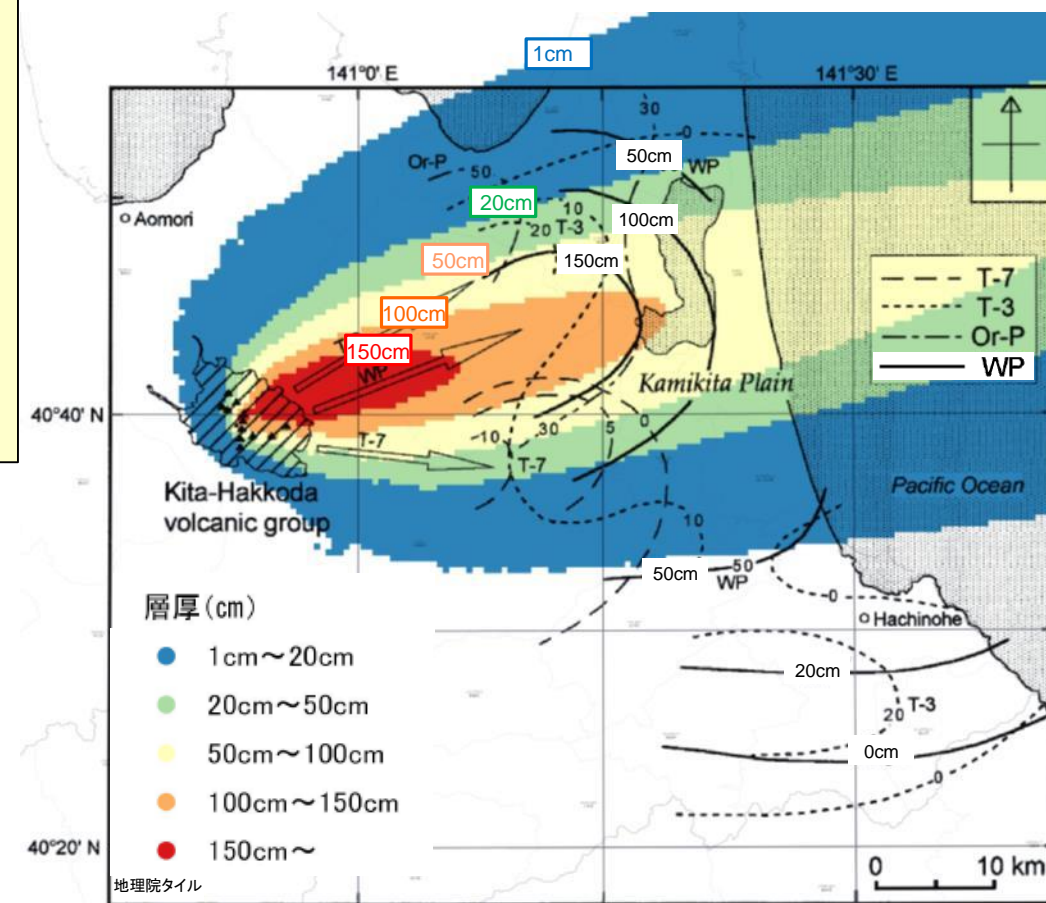 1cm
141°0' E
141°30' E
30
0
50cm
WP
Or-P
50
20cm
10
20 T-3
100cm
Aomori
50cm
150cm
100cm
150cm
WP
T-7
T-3
Or-P
WP
Kamikita Plain
40°40' N
10
30
5
0
T-7
T-7
Kita-Hakkoda
volcanic group
Pacific Ocean
10
50cm
50
WP
0
Hachinohe
層厚(cm)
1cm～20cm
20cm～50cm
50cm～100cm
100cm～150cm
150cm～
20cm
20
T-3
0cm
0
40°20' N
地理院タイル
0
10 km